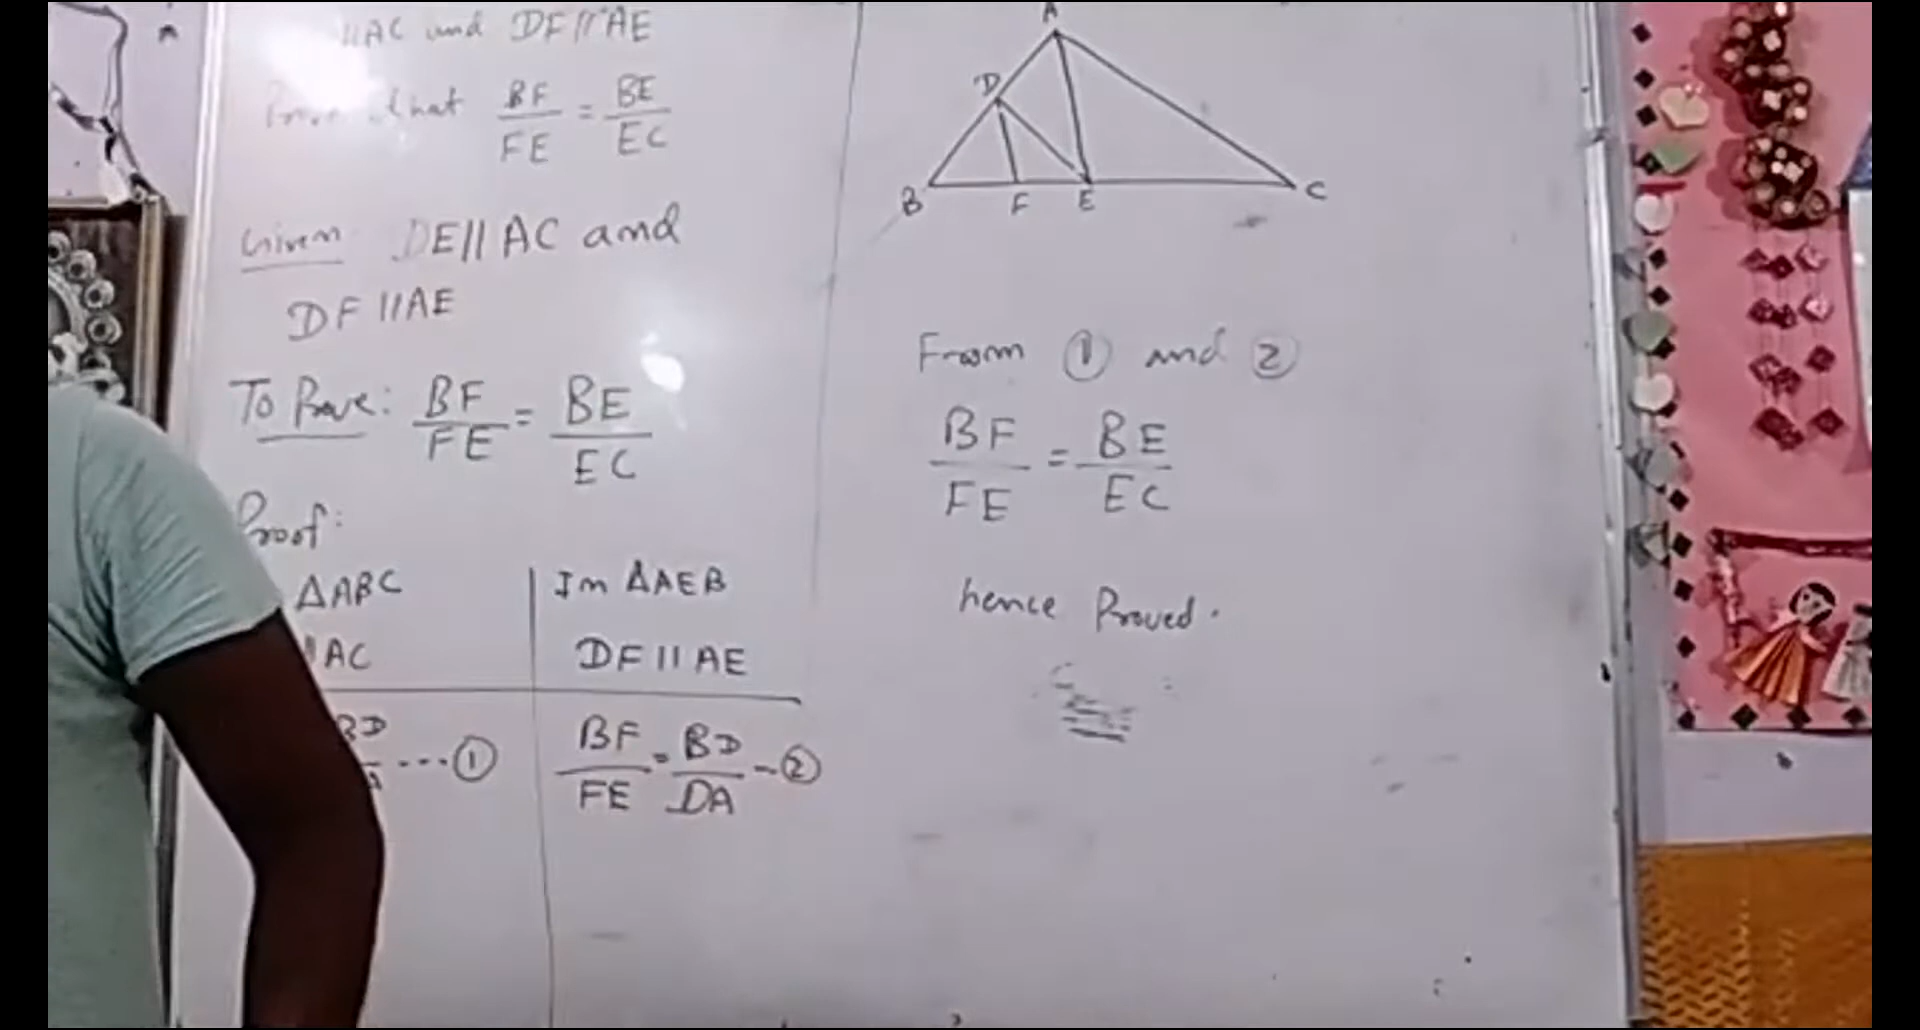 ||AC and DF||AE
Prove that BF/FE = BE/EC
Given DE||AC and
DF||AE
To Prove: BF/FE = BE/EC
Proof:
ΔABC
||AC
BD ---①
In ΔAEB
DF||AE
BF/FE = BD/DA -②
A
D
B F E C
From ① and ②
BF/FE = BE/EC
hence Proved.